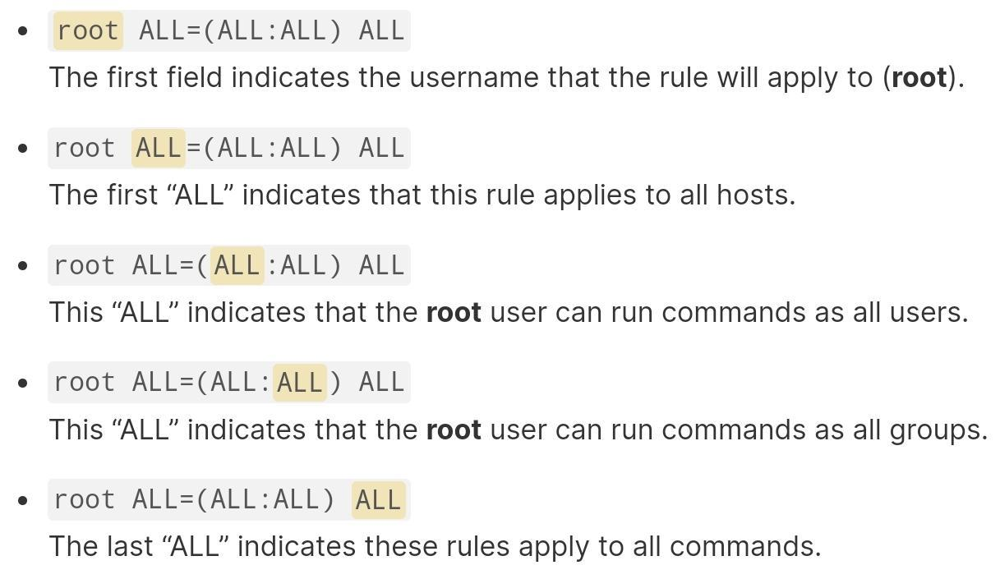 root ALL=(ALL:ALL) ALL
The first field indicates the username that the rule will apply to (root).
root ALL=(ALL:ALL) ALL
The first “ALL” indicates that this rule applies to all hosts.
root ALL=(ALL:ALL) ALL
This “ALL” indicates that the root user can run commands as all users.
root ALL=(ALL:ALL) ALL
This “ALL” indicates that the root user can run commands as all groups.
root ALL=(ALL:ALL) ALL
The last “ALL” indicates these rules apply to all commands.